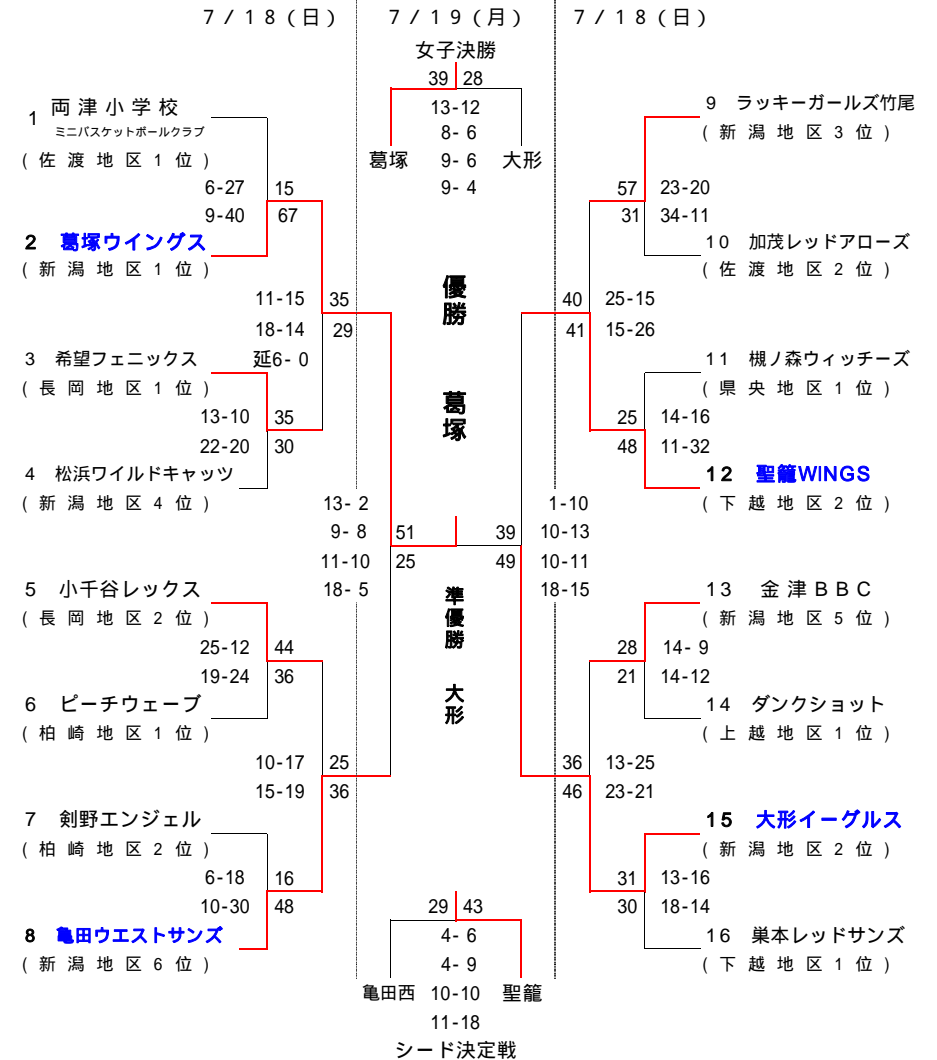 7/18(日)
7/19(月)
7/18(日)
女子決勝
39 28
13-12
8- 6
9- 6
9- 4
葛塚
大形
1 両津小学校
ミニバスケットボールクラブ
(佐渡地区1位)
6-27 15
9-40 67
2 葛塚ウイングス
(新潟地区1位)
11-15 35
18-14 29
延6- 0
3 希望フェニックス
(長岡地区1位)
13-10 35
22-20 30
4 松浜ワイルドキャッツ
(新潟地区4位)
13- 2
9- 8
11-10
18- 5
51
25
5 小千谷レックス
(長岡地区2位)
25-12 44
19-24 36
6 ピーチウェーブ
(柏崎地区1位)
10-17 25
15-19 36
7 剣野エンジェル
(柏崎地区2位)
6-18 16
10-30 48
8 亀田ウエストサンズ
(新潟地区6位)
優勝 葛塚
準優勝 大形
9 ラッキーガールズ竹尾
(新潟地区3位)
57 23-20
31 34-11
10 加茂レッドアローズ
(佐渡地区2位)
40 25-15
41 15-26
11 槻ノ森ウィッチーズ
(県央地区1位)
25 14-16
48 11-32
12 聖籠WINGS
(下越地区2位)
39
49
1-10
10-13
10-11
18-15
13 金津BBC
(新潟地区5位)
28 14- 9
21 14-12
14 ダンクショット
(上越地区1位)
36 13-25
46 23-21
15 大形イーグルス
(新潟地区2位)
31 13-16
30 18-14
16 巣本レッドサンズ
(下越地区1位)
29 43
4- 6
4- 9
10-10
11-18
亀田西
聖籠
シード決定戦